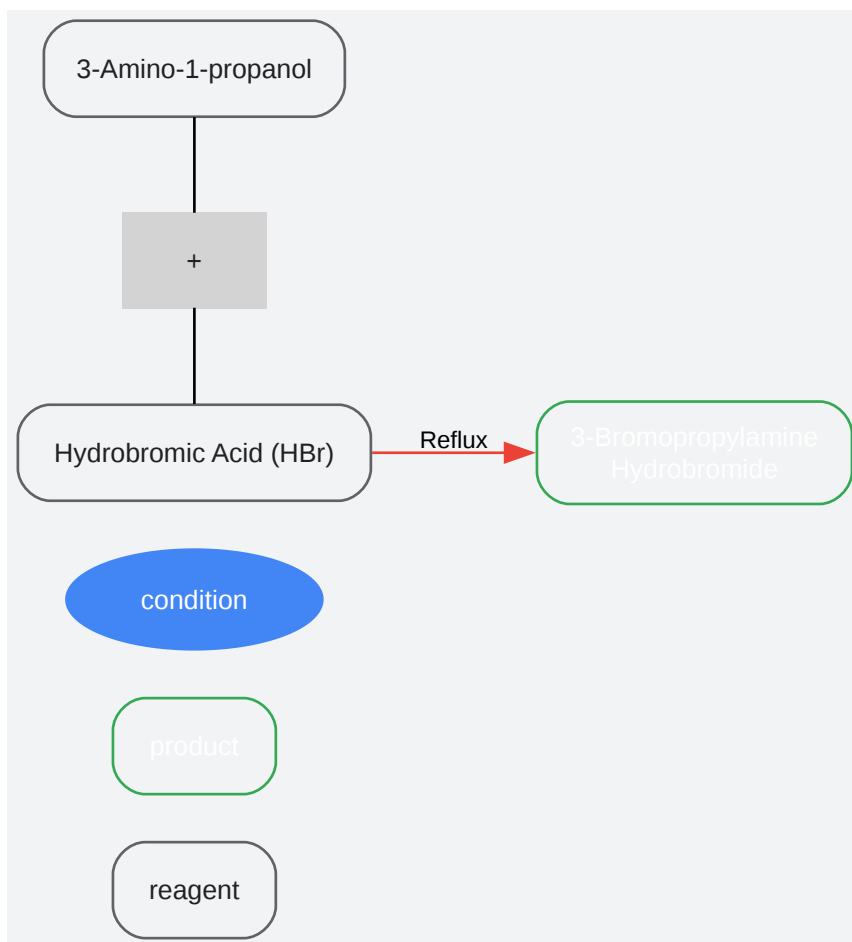 3-Amino-1-propanol
+
Hydrobromic Acid (HBr)
Reflux
3-Bromopropylamine
Hydrobromide
condition
product
reagent